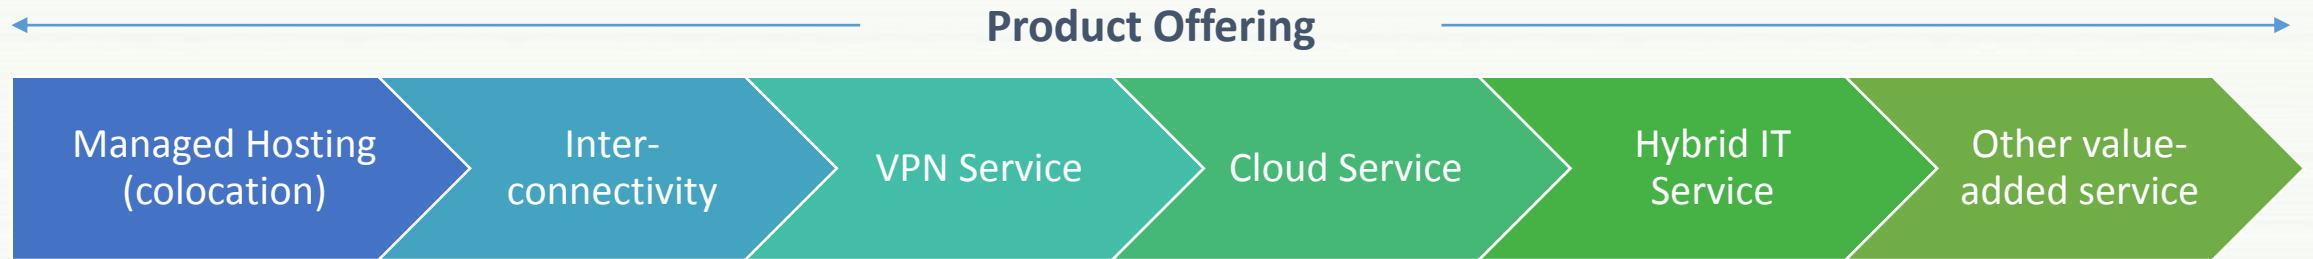 Product Offering
Managed Hosting
(colocation)
Inter-
connectivity
VPN Service
Cloud Service
Hybrid IT
Service
Other value-
added service